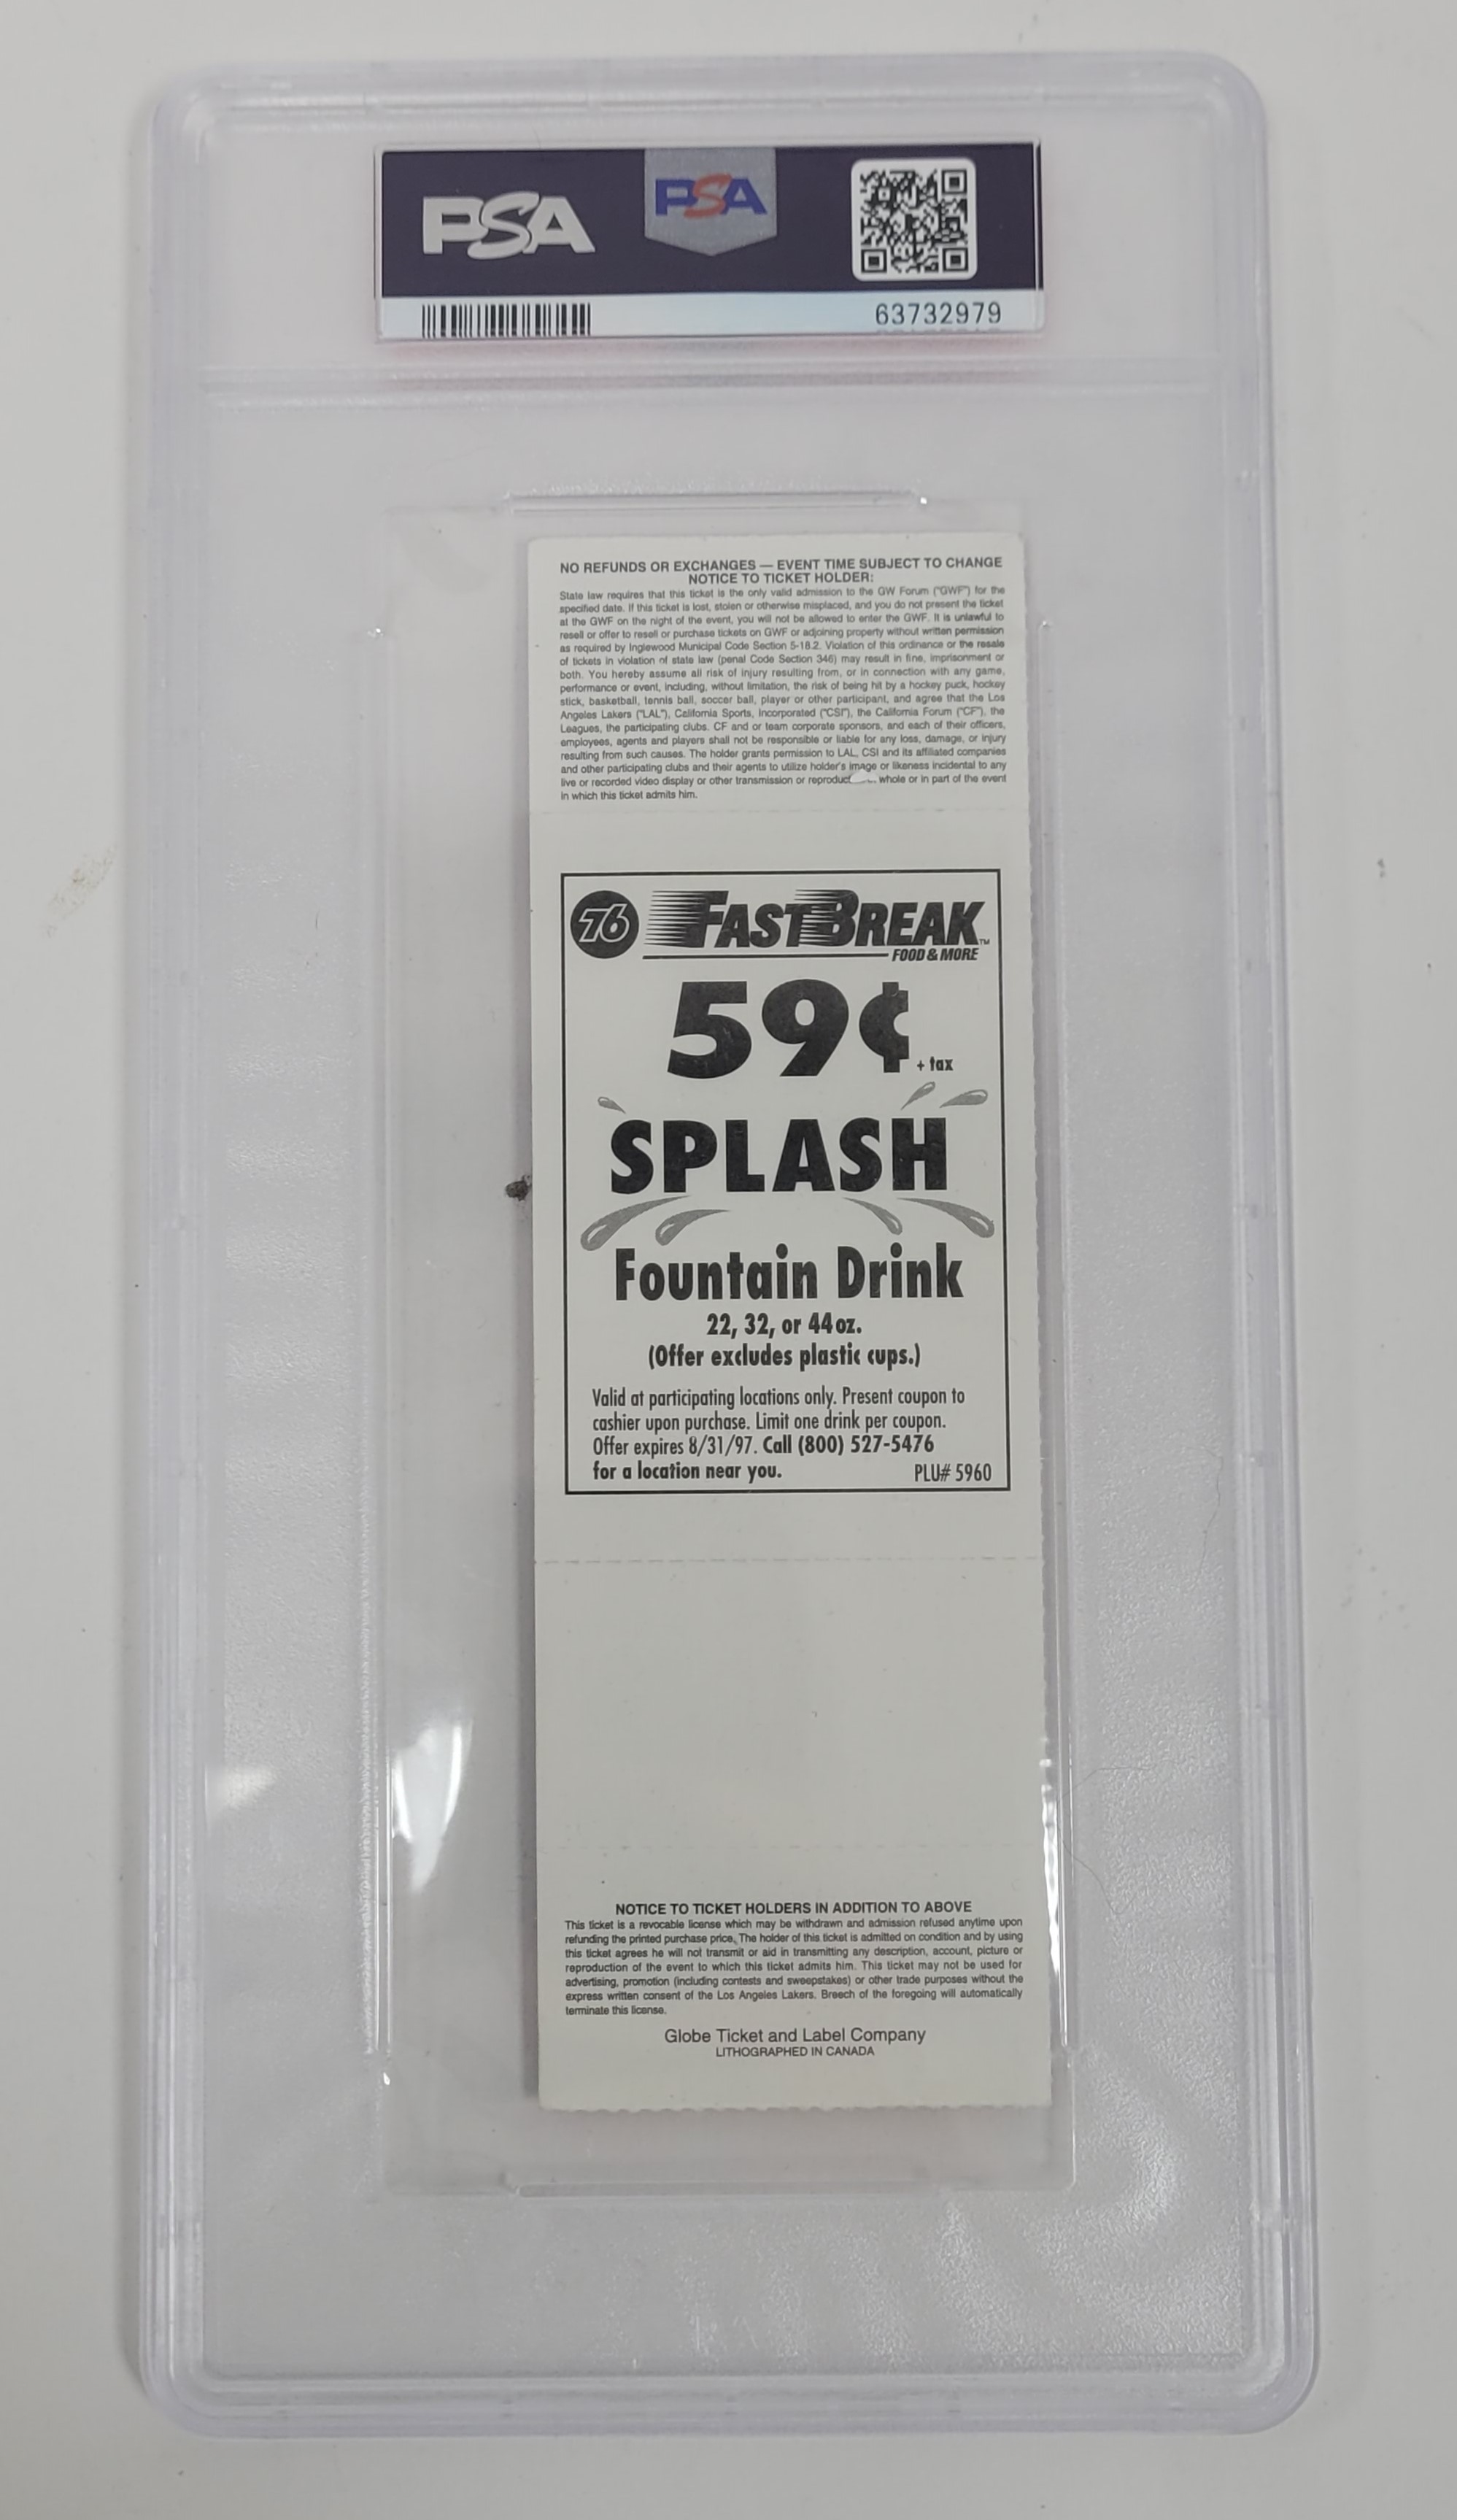 PSA
PSA
63732979
NO REFUNDS OR EXCHANGES — EVENT TIME SUBJECT TO CHANGE
NOTICE TO TICKET HOLDER:
State law requires that this ticket is the only valid admission to the GW Forum ("GWF") for the
specified date. If this ticket is lost, stolen or otherwise misplaced, and you do not present the ticket
at the GWF on the night of the event, you will not be allowed to enter the GWF. It is unlawful to
resell or offer to resell or purchase tickets on GWF or adjoining property without written permission
as required by Inglewood Municipal Code Section 5-18.2. Violation of this ordinance or the resale
of tickets in violation of state law (penal Code Section 346) may result in fine, imprisonment or
both. You hereby assume all risk of injury resulting from, or in connection with any game,
performance or event, including, without limitation, the risk of being hit by a hockey puck, hockey
stick, basketball, tennis ball, soccer ball, player or other participant, and agree that the Los
Angeles Lakers ("LAL"), California Sports, Incorporated ("CSI"), the California Forum ("CF"), the
Leagues, the participating clubs. CF and or team corporate sponsors, and each of their officers,
employees, agents and players shall not be responsible or liable for any loss, damage, or injury
resulting from such causes. The holder grants permission to LAL, CSI and its affiliated companies
and other participating clubs and their agents to utilize holder's image or likeness incidental to any
live or recorded video display or other transmission or reproduct whole or in part of the event
in which this ticket admits him.
76 FASTBREAK™
FOOD & MORE
59¢ + tax
SPLASH
Fountain Drink
22, 32, or 44 oz.
(Offer excludes plastic cups.)
Valid at participating locations only. Present coupon to
cashier upon purchase. Limit one drink per coupon.
Offer expires 8/31/97. Call (800) 527-5476
for a location near you. PLU# 5960
NOTICE TO TICKET HOLDERS IN ADDITION TO ABOVE
This ticket is a revocable license which may be withdrawn and admission refused anytime upon
refunding the printed purchase price. The holder of this ticket is admitted on condition and by using
this ticket agrees he will not transmit or aid in transmitting any description, account, picture or
reproduction of the event to which this ticket admits him. This ticket may not be used for
advertising, promotion (including contests and sweepstakes) or other trade purposes without the
express written consent of the Los Angeles Lakers. Breech of the foregoing will automatically
terminate this license.
Globe Ticket and Label Company
LITHOGRAPHED IN CANADA